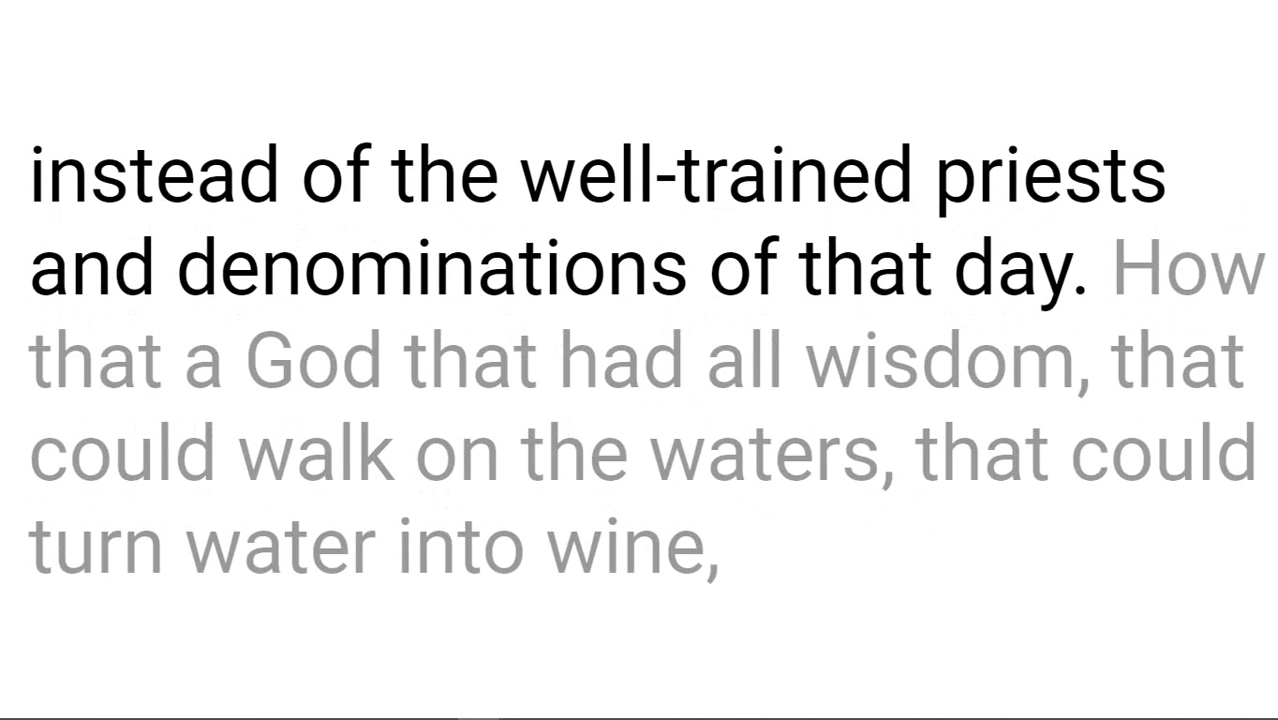 instead of the well-trained priests
and denominations of that day. How
that a God that had all wisdom, that
could walk on the waters, that could
turn water into wine,